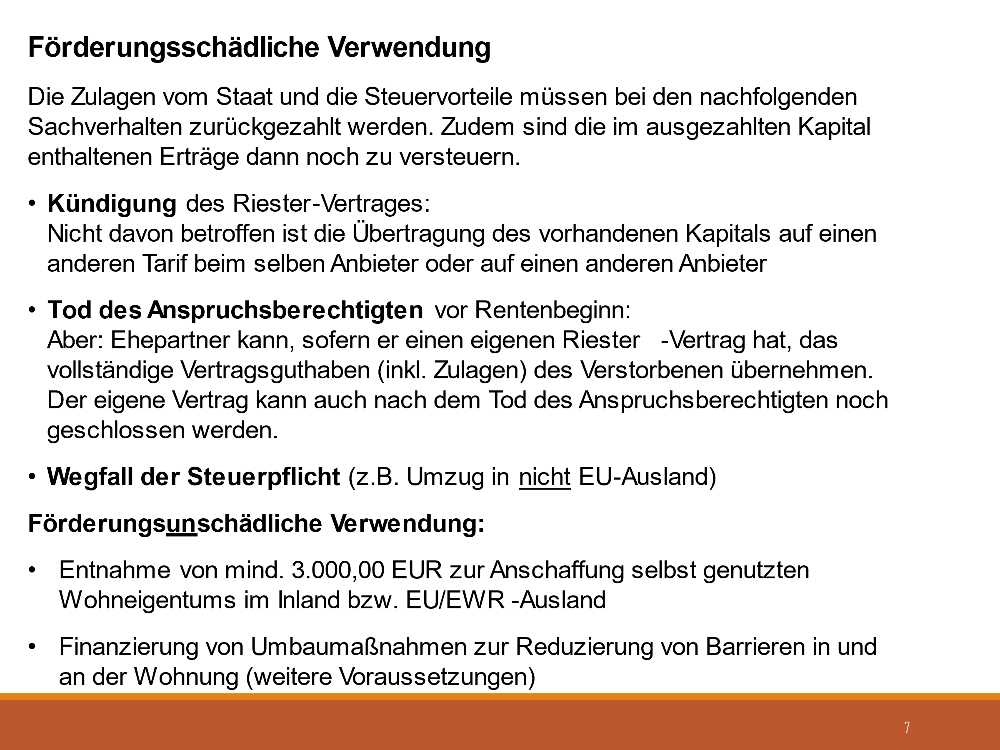 Förderungsschädliche Verwendung
Die Zulagen vom Staat und die Steuervorteile müssen bei den nachfolgenden
Sachverhalten zurückgezahlt werden. Zudem sind die im ausgezahlten Kapital
enthaltenen Erträge dann noch zu versteuern.
• Kündigung des Riester-Vertrages:
Nicht davon betroffen ist die Übertragung des vorhandenen Kapitals auf einen
anderen Tarif beim selben Anbieter oder auf einen anderen Anbieter
• Tod des Anspruchsberechtigten vor Rentenbeginn:
Aber: Ehepartner kann, sofern er einen eigenen Riester -Vertrag hat, das
vollständige Vertragsguthaben (inkl. Zulagen) des Verstorbenen übernehmen.
Der eigene Vertrag kann auch nach dem Tod des Anspruchsberechtigten noch
geschlossen werden.
• Wegfall der Steuerpflicht (z.B. Umzug in nicht EU-Ausland)
Förderungsunschädliche Verwendung:
• Entnahme von mind. 3.000,00 EUR zur Anschaffung selbst genutzten
Wohneigentums im Inland bzw. EU/EWR -Ausland
• Finanzierung von Umbaumaßnahmen zur Reduzierung von Barrieren in und
an der Wohnung (weitere Voraussetzungen)
7